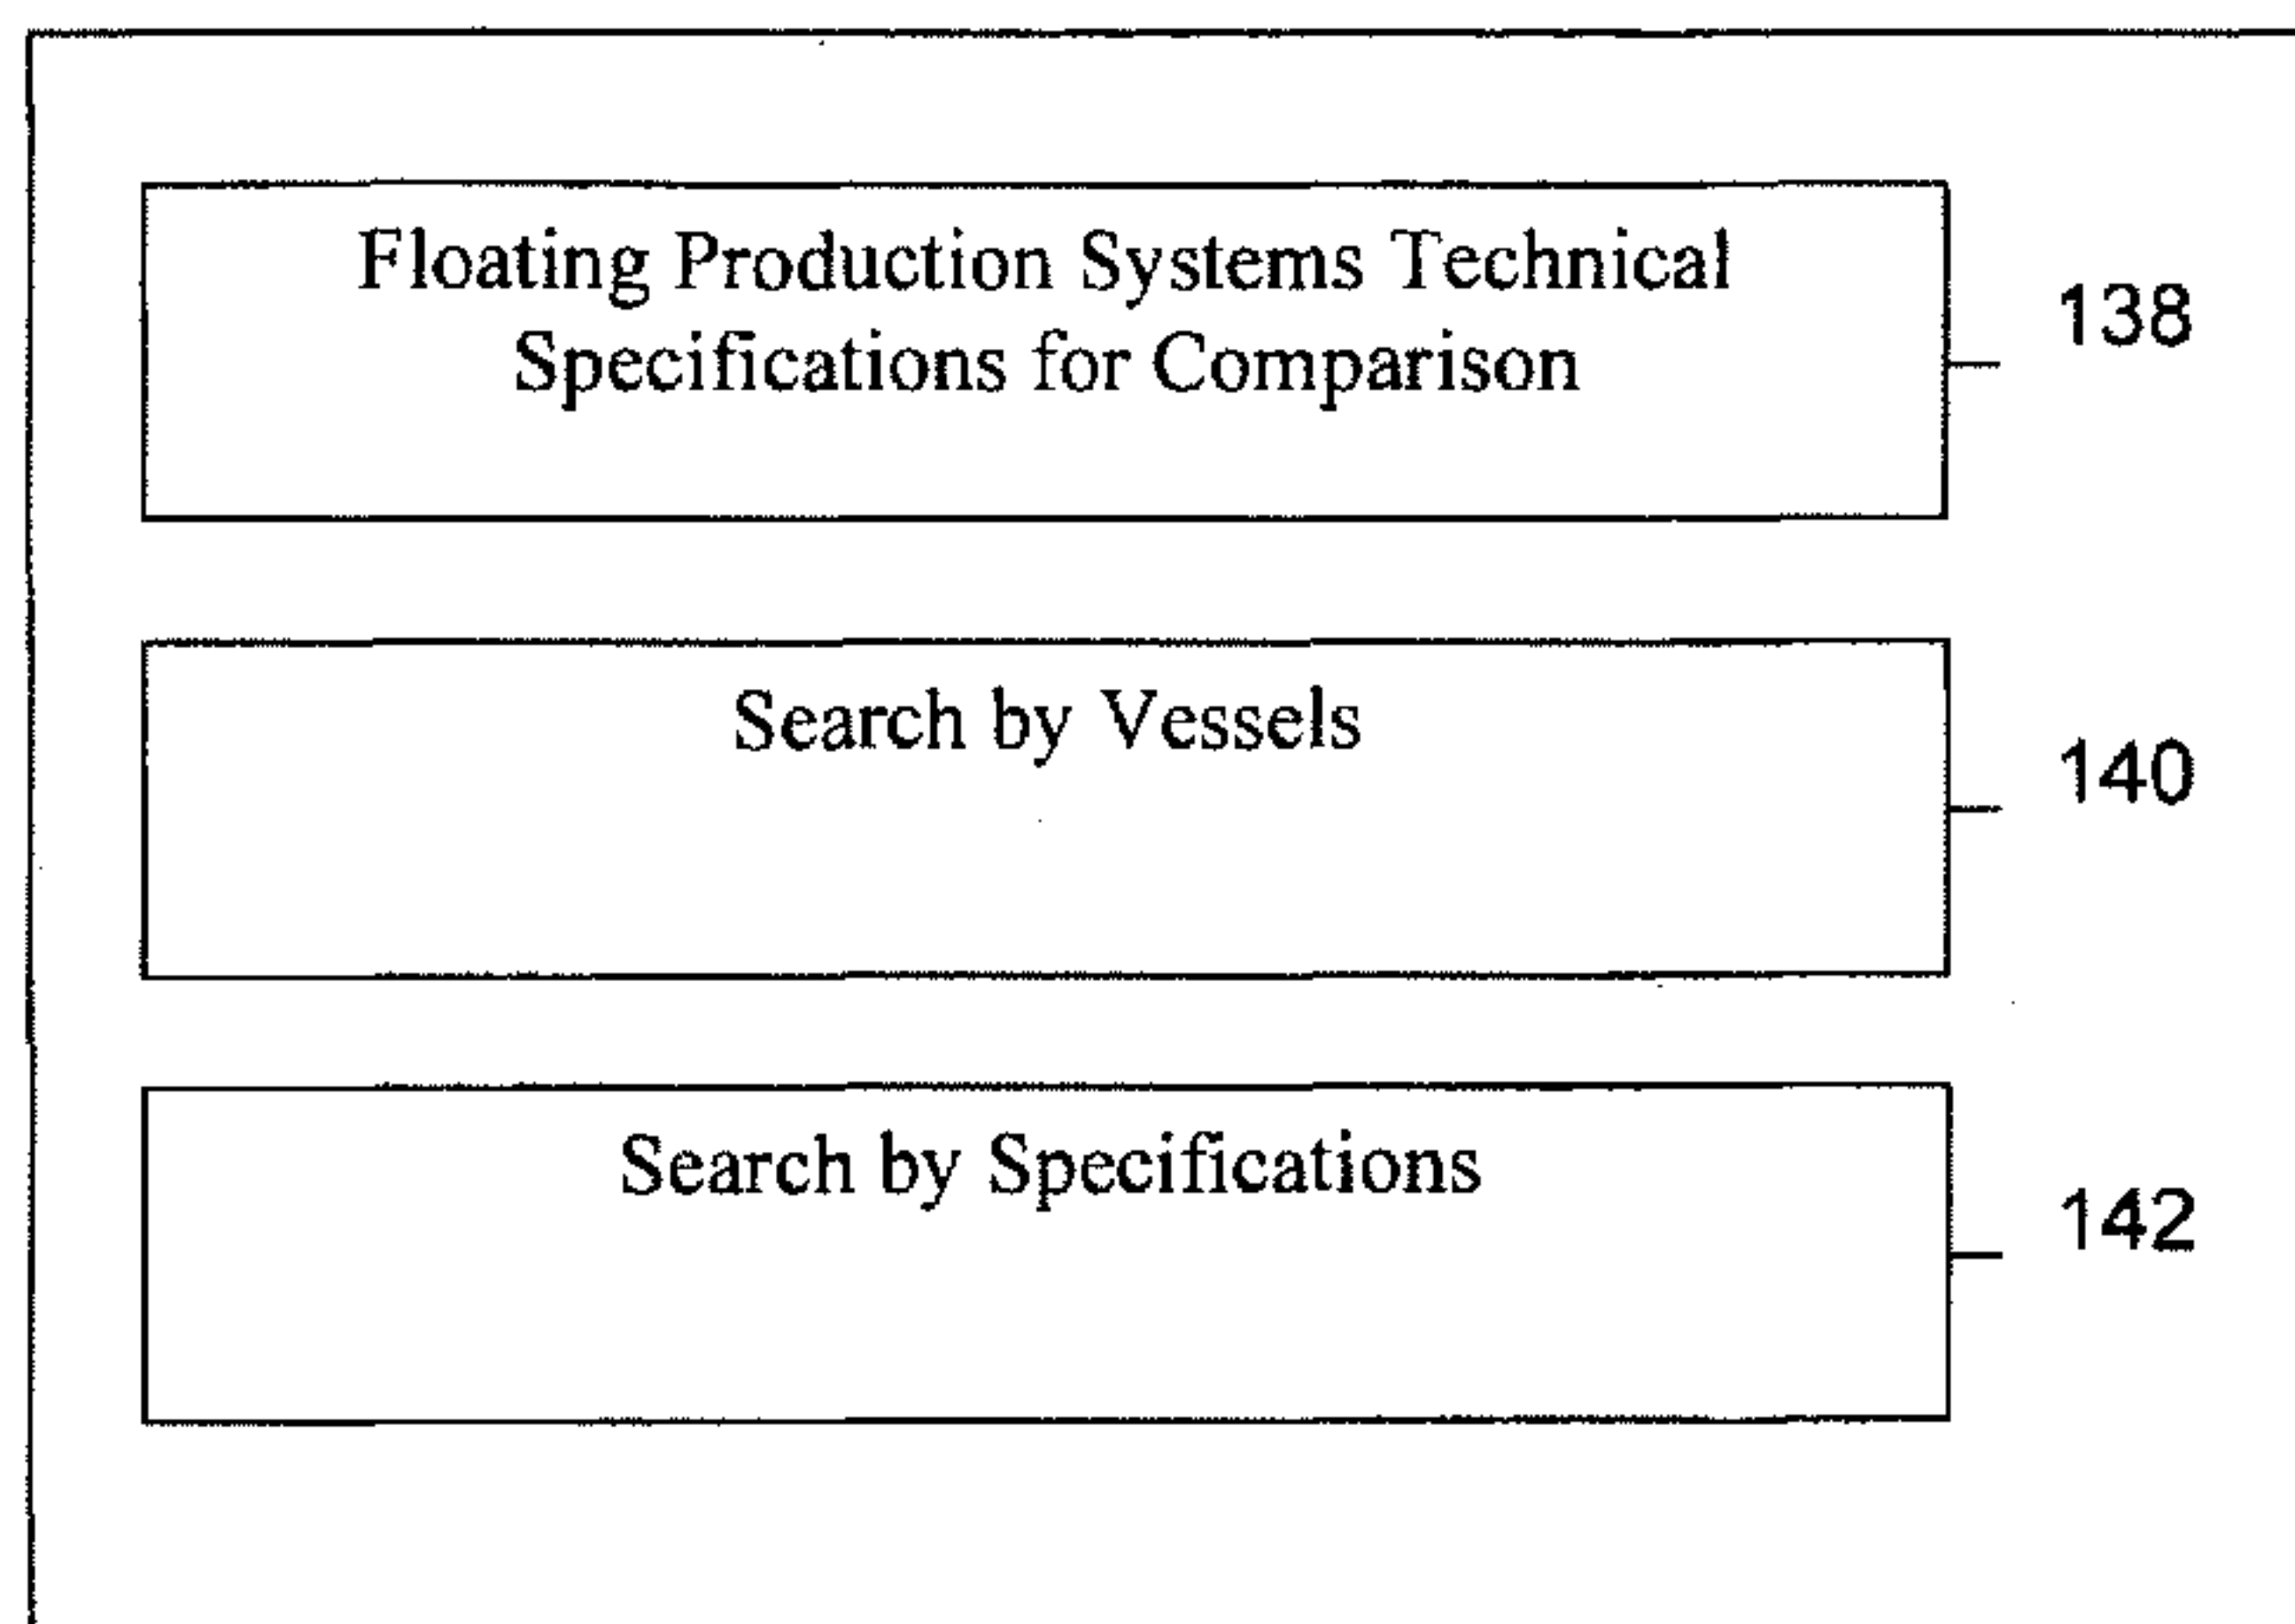 Floating Production Systems Technical
Specifications for Comparison
138
Search by Vessels
140
Search by Specifications
142